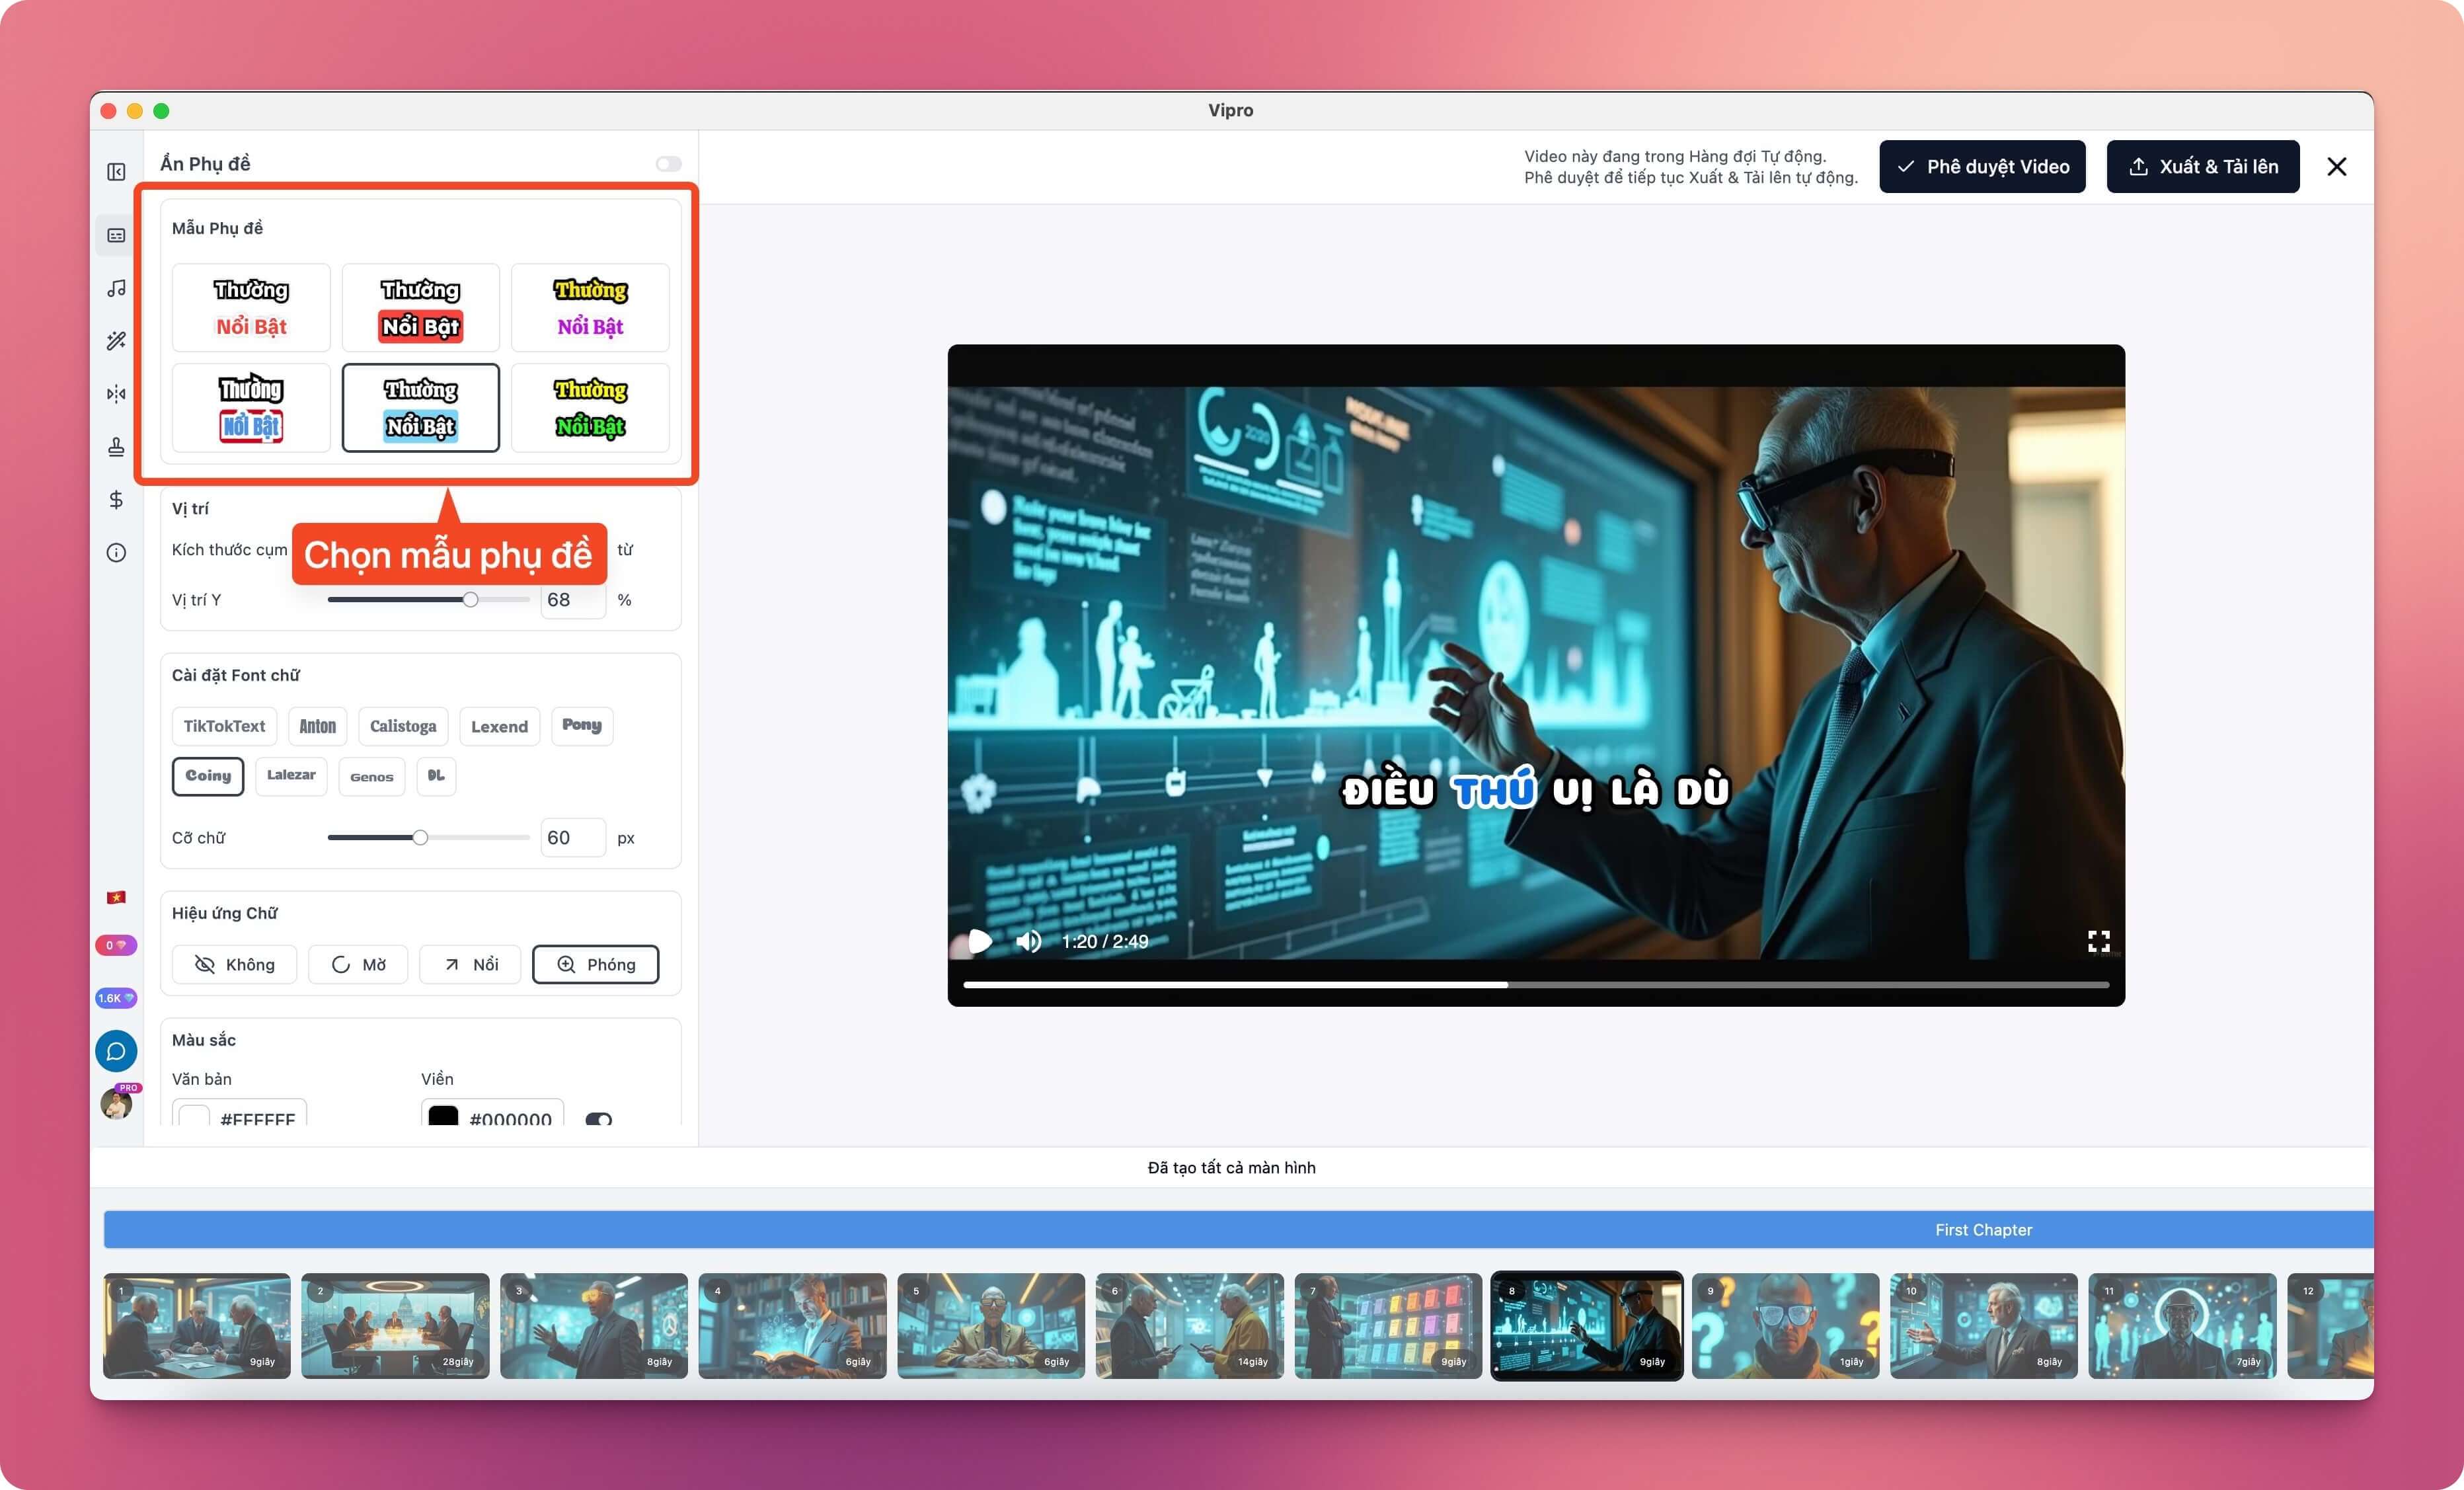 Vipro
Ẩn Phụ đề
Video này đang trong Hàng đợi Tự động.
Phê duyệt để tiếp tục Xuất & Tải lên tự động.
Phê duyệt Video
Xuất & Tải lên
Mẫu Phụ đề
Thường
Nổi Bật
Thường
Nổi Bật
Thường
Nổi Bật
Thường
Nổi Bật
Thường
Nổi Bật
Thường
Nổi Bật
Chọn mẫu phụ đề
Vị trí
Kích thước cụm
từ
Vị trí Y
68
%
Cài đặt Font chữ
TikTokText
Anton
Calistoga
Lexend
Pony
Coiny
Lalezar
Genos
ĐL
Cỡ chữ
60
px
Hiệu ứng Chữ
Không
Mờ
Nổi
Phóng
Màu sắc
Văn bản
Viền
#FFFFFF
#000000
0
1.6K
PRO
ĐIỀU THÚ VỊ LÀ DÙ
1:20 / 2:49
Đã tạo tất cả màn hình
First Chapter
1
9giây
2
28giây
3
8giây
4
6giây
5
6giây
6
14giây
7
9giây
8
9giây
9
1giây
10
8giây
11
7giây
12